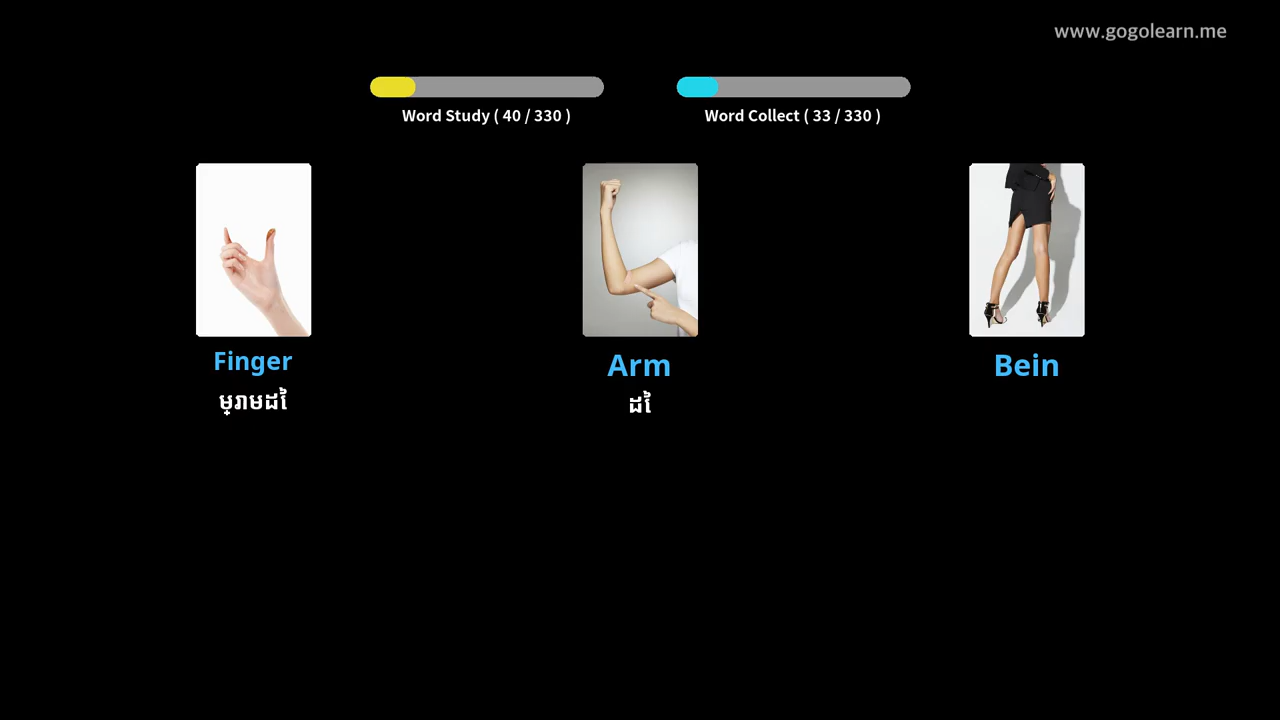 www.gogolearn.me
Word Study ( 40 / 330 )
Word Collect ( 33 / 330 )
Finger
ម្រាមដៃ
Arm
ដៃ
Bein